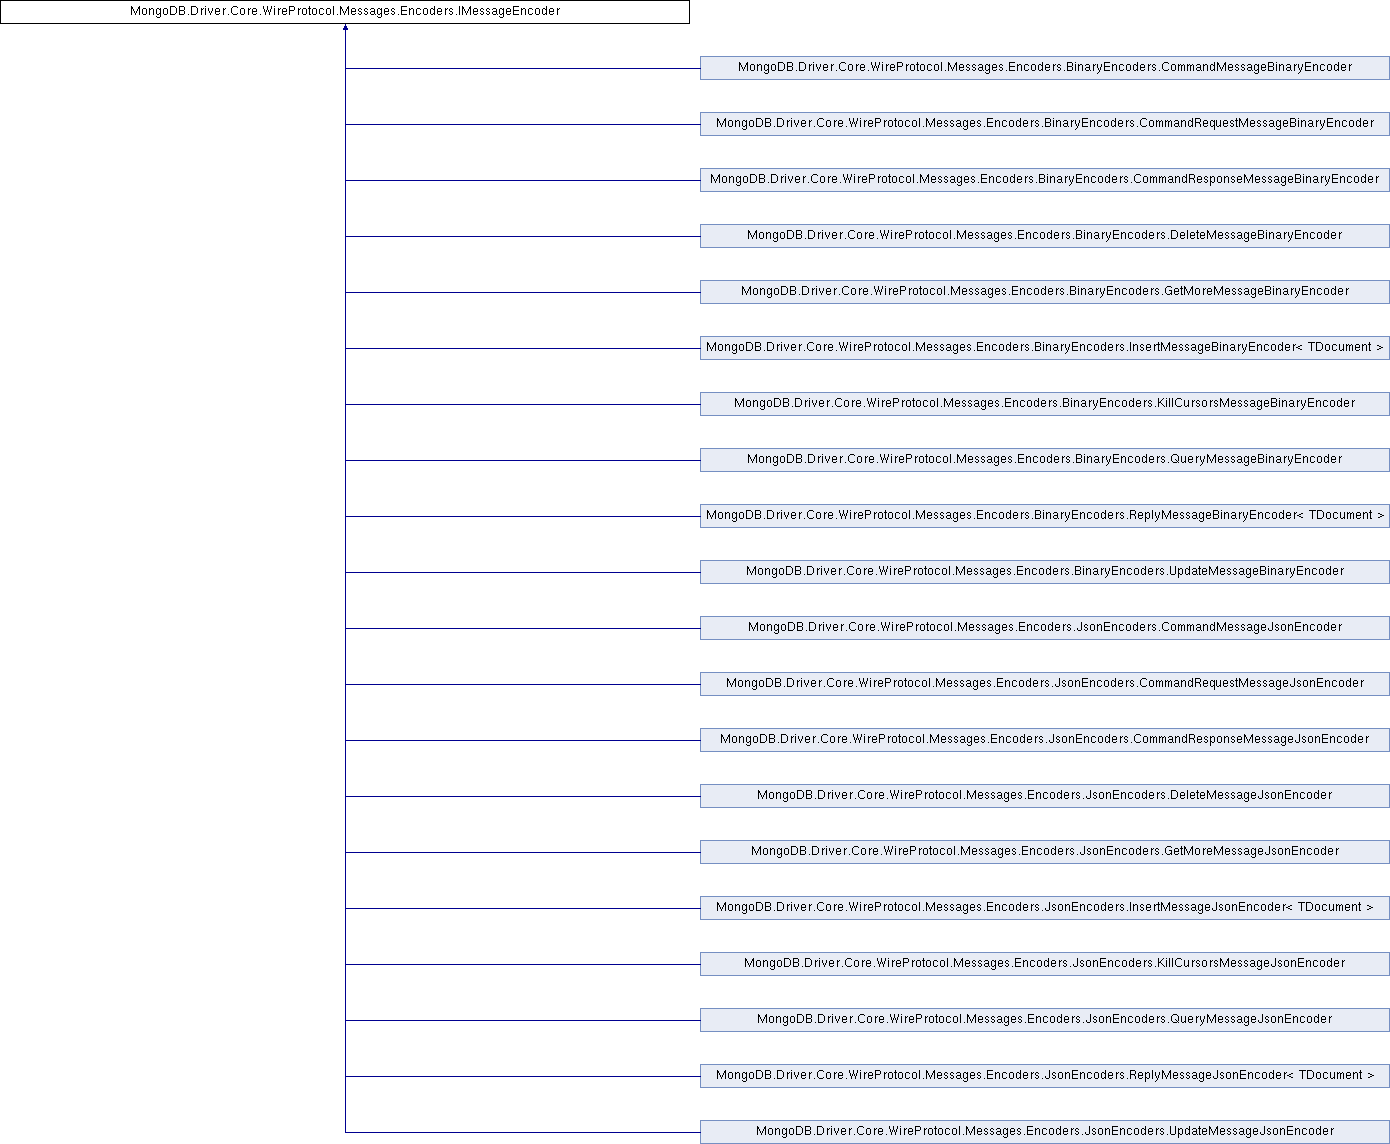 MongoDB.Driver.Core.WireProtocol.Messages.Encoders.IMessageEncoder
MongoDB.Driver.Core.WireProtocol.Messages.Encoders.BinaryEncoders.CommandMessageBinaryEncoder
MongoDB.Driver.Core.WireProtocol.Messages.Encoders.BinaryEncoders.CommandRequestMessageBinaryEncoder
MongoDB.Driver.Core.WireProtocol.Messages.Encoders.BinaryEncoders.CommandResponseMessageBinaryEncoder
MongoDB.Driver.Core.WireProtocol.Messages.Encoders.BinaryEncoders.DeleteMessageBinaryEncoder
MongoDB.Driver.Core.WireProtocol.Messages.Encoders.BinaryEncoders.GetMoreMessageBinaryEncoder
MongoDB.Driver.Core.WireProtocol.Messages.Encoders.BinaryEncoders.InsertMessageBinaryEncoder< TDocument >
MongoDB.Driver.Core.WireProtocol.Messages.Encoders.BinaryEncoders.KillCursorsMessageBinaryEncoder
MongoDB.Driver.Core.WireProtocol.Messages.Encoders.BinaryEncoders.QueryMessageBinaryEncoder
MongoDB.Driver.Core.WireProtocol.Messages.Encoders.BinaryEncoders.ReplyMessageBinaryEncoder< TDocument >
MongoDB.Driver.Core.WireProtocol.Messages.Encoders.BinaryEncoders.UpdateMessageBinaryEncoder
MongoDB.Driver.Core.WireProtocol.Messages.Encoders.JsonEncoders.CommandMessageJsonEncoder
MongoDB.Driver.Core.WireProtocol.Messages.Encoders.JsonEncoders.CommandRequestMessageJsonEncoder
MongoDB.Driver.Core.WireProtocol.Messages.Encoders.JsonEncoders.CommandResponseMessageJsonEncoder
MongoDB.Driver.Core.WireProtocol.Messages.Encoders.JsonEncoders.DeleteMessageJsonEncoder
MongoDB.Driver.Core.WireProtocol.Messages.Encoders.JsonEncoders.GetMoreMessageJsonEncoder
MongoDB.Driver.Core.WireProtocol.Messages.Encoders.JsonEncoders.InsertMessageJsonEncoder< TDocument >
MongoDB.Driver.Core.WireProtocol.Messages.Encoders.JsonEncoders.KillCursorsMessageJsonEncoder
MongoDB.Driver.Core.WireProtocol.Messages.Encoders.JsonEncoders.QueryMessageJsonEncoder
MongoDB.Driver.Core.WireProtocol.Messages.Encoders.JsonEncoders.ReplyMessageJsonEncoder< TDocument >
MongoDB.Driver.Core.WireProtocol.Messages.Encoders.JsonEncoders.UpdateMessageJsonEncoder